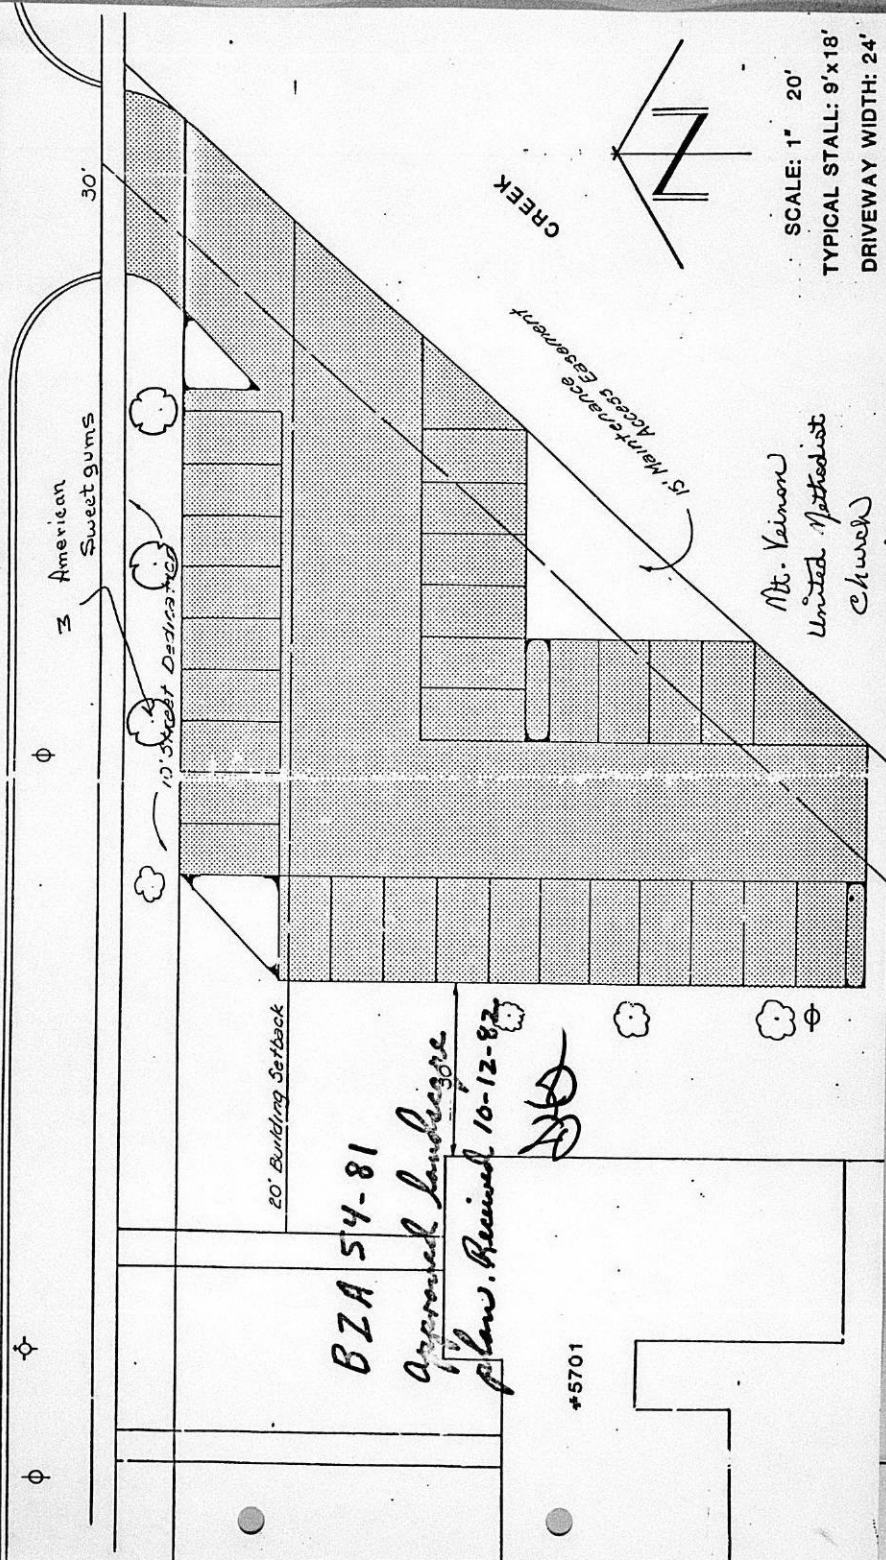 3 American
Sweetgums
30'
10' Street Dedication
20' Building Setback
30'
BZA 54-81
Approved landscape
plan. Received 10-12-82
#5701
CREEK
15' Maintenance
Access Easement
N
Mt. Vernon
United Methodist
Church
SCALE: 1" 20'
TYPICAL STALL: 9'x18'
DRIVEWAY WIDTH: 24'